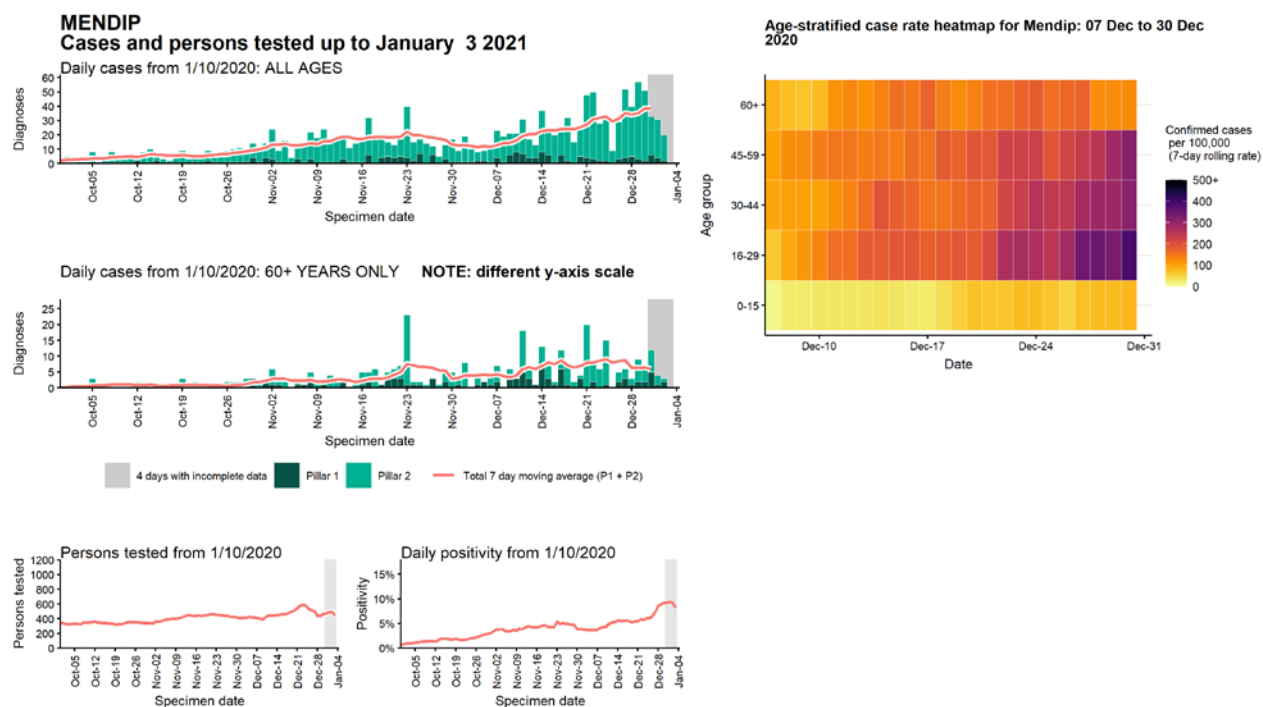 MENDIP
Cases and persons tested up to January 3 2021
Daily cases from 1/10/2020: ALL AGES
Diagnoses
60
50
40
30
20
10
0
Oct-05
Oct-12
Oct-19
Oct-26
Nov-02
Nov-09
Nov-16
Nov-23
Nov-30
Dec-07
Dec-14
Dec-21
Dec-28
Jan-04
Specimen date
Daily cases from 1/10/2020: 60+ YEARS ONLY NOTE: different y-axis scale
Diagnoses
25
20
15
10
5
0
Oct-05
Oct-12
Oct-19
Oct-26
Nov-02
Nov-09
Nov-16
Nov-23
Nov-30
Dec-07
Dec-14
Dec-21
Dec-28
Jan-04
Specimen date
4 days with incomplete data Pillar 1 Pillar 2 Total 7 day moving average (P1 + P2)
Persons tested from 1/10/2020
Persons tested
1200
1000
800
600
400
200
0
Oct-05
Oct-12
Oct-19
Oct-26
Nov-02
Nov-09
Nov-16
Nov-23
Nov-30
Dec-07
Dec-14
Dec-21
Dec-28
Jan-04
Specimen date
Daily positivity from 1/10/2020
Positivity
15%
10%
5%
0%
Oct-05
Oct-12
Oct-19
Oct-26
Nov-02
Nov-09
Nov-16
Nov-23
Nov-30
Dec-07
Dec-14
Dec-21
Dec-28
Jan-04
Specimen date
Age-stratified case rate heatmap for Mendip: 07 Dec to 30 Dec
2020
Age group
60+
45-59
30-44
16-29
0-15
Dec-10
Dec-17
Dec-24
Dec-31
Date
Confirmed cases
per 100,000
(7-day rolling rate)
500+
400
300
200
100
0